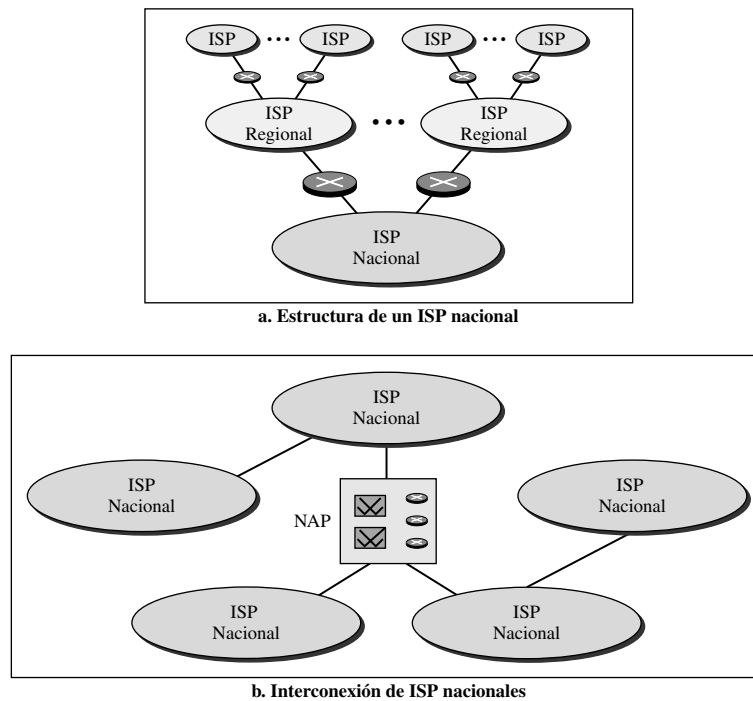 ISP ••• ISP ISP ••• ISP
ISP
Regional
•••
ISP
Regional
ISP
Nacional
a. Estructura de un ISP nacional
ISP
Nacional
ISP
Nacional
ISP
Nacional
NAP
ISP
Nacional
ISP
Nacional
b. Interconexión de ISP nacionales